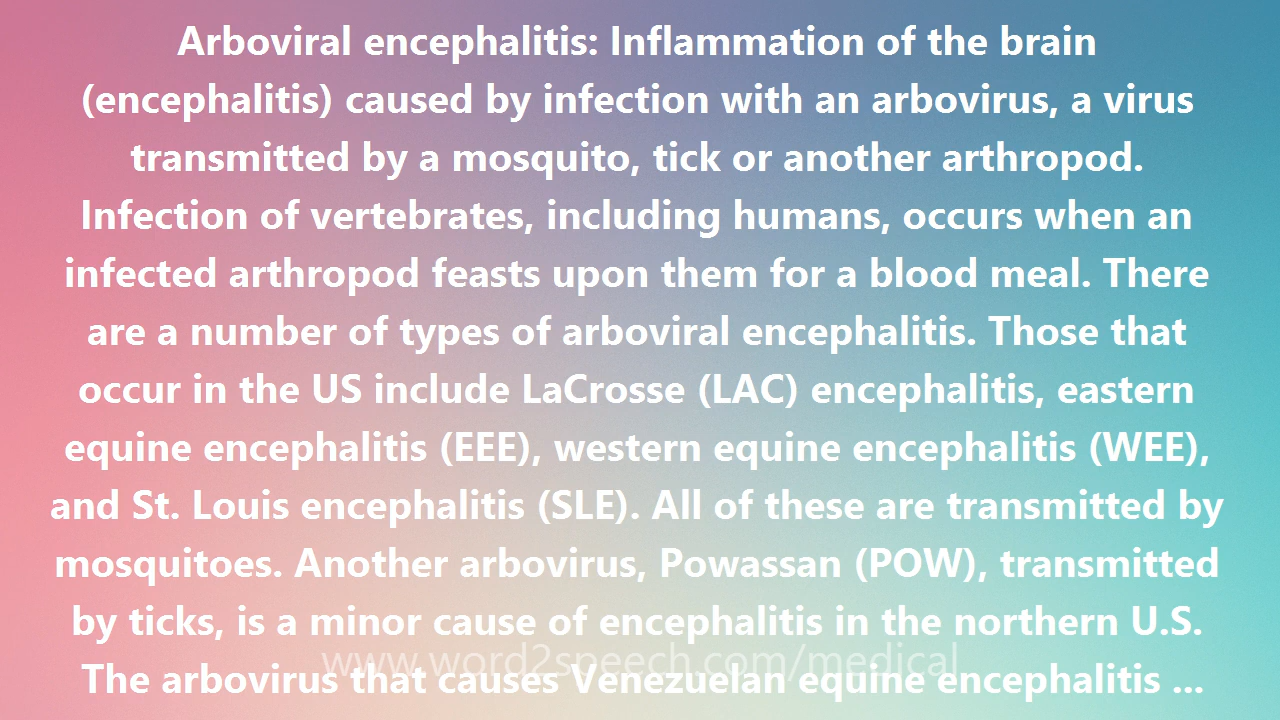 Arboviral encephalitis: Inflammation of the brain
(encephalitis) caused by infection with an arbovirus, a virus
transmitted by a mosquito, tick or another arthropod.
Infection of vertebrates, including humans, occurs when an
infected arthropod feasts upon them for a blood meal. There
are a number of types of arboviral encephalitis. Those that
occur in the US include LaCrosse (LAC) encephalitis, eastern
equine encephalitis (EEE), western equine encephalitis (WEE),
and St. Louis encephalitis (SLE). All of these are transmitted by
mosquitoes. Another arbovirus, Powassan (POW), transmitted
by ticks, is a minor cause of encephalitis in the northern U.S.
www.word2speech.com/medical
The arbovirus that causes Venezuelan equine encephalitis ...